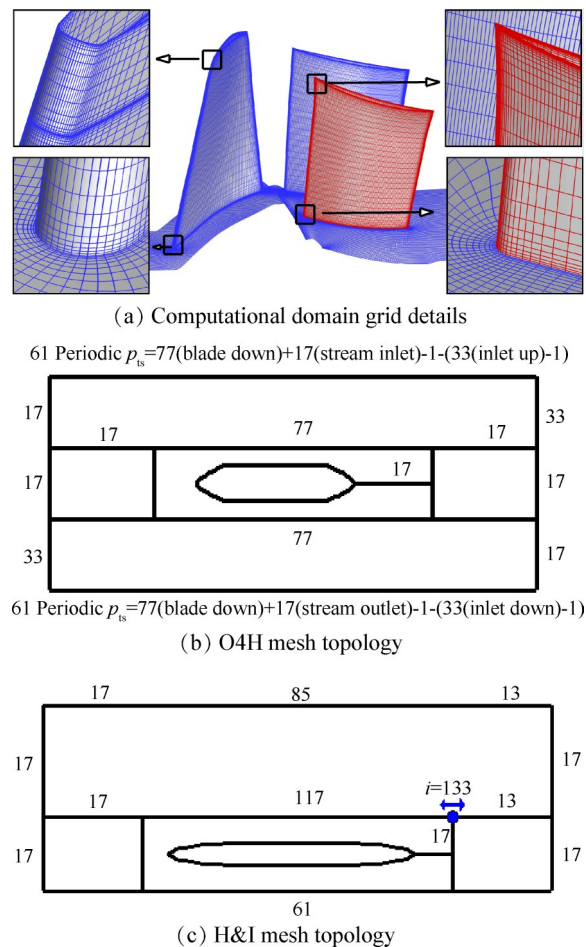 (a) Computational domain grid details
61 Periodic pts=77(blade down)+17(stream inlet)-1-(33(inlet up)-1)
17 33
17 77 17
17 17 17
33 77 17
61 Periodic pts=77(blade down)+17(stream outlet)-1-(33(inlet down)-1)
(b) O4H mesh topology
17 85 13
17 17
i=133
17 117 13
17 17 17
61
(c) H&I mesh topology